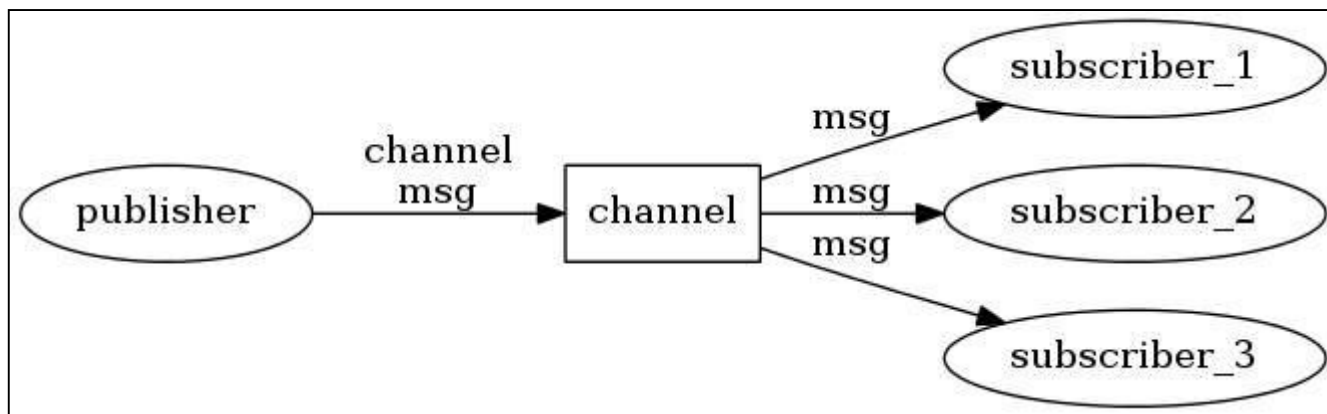 publisher
channel
msg
channel
msg
msg
msg
subscriber_1
subscriber_2
subscriber_3